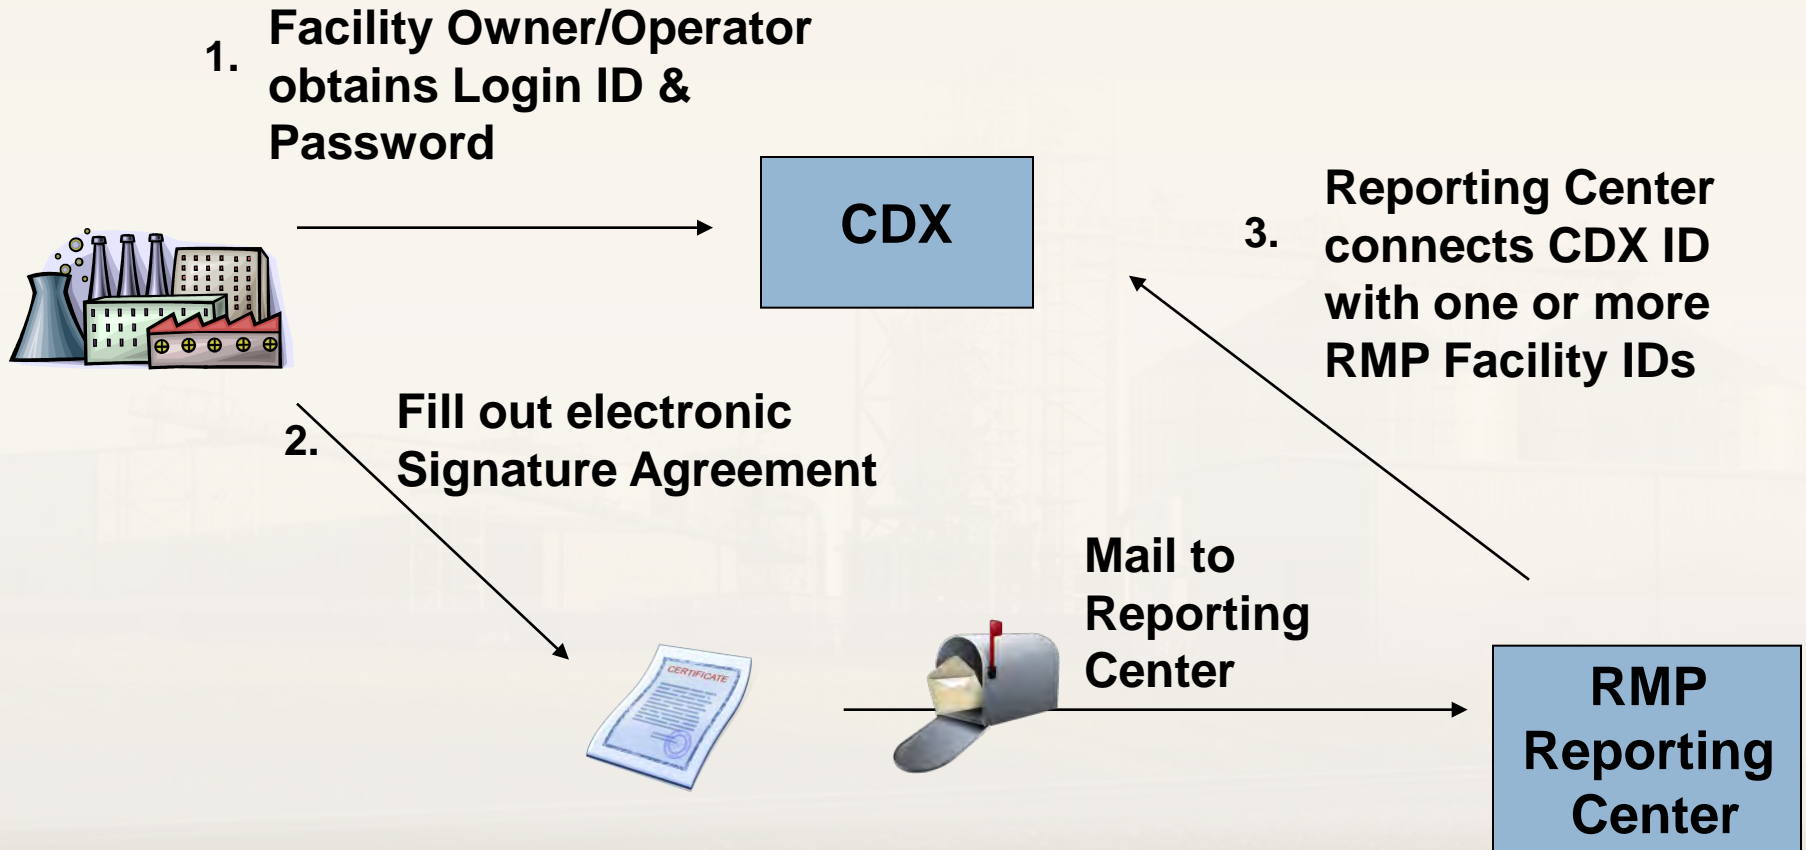 1.
Facility Owner/Operator
obtains Login ID &
Password
CDX
3.
Reporting Center
connects CDX ID
with one or more
RMP Facility IDs
2.
Fill out electronic
Signature Agreement
Mail to
Reporting
Center
CERTIFICATE
RMP
Reporting
Center